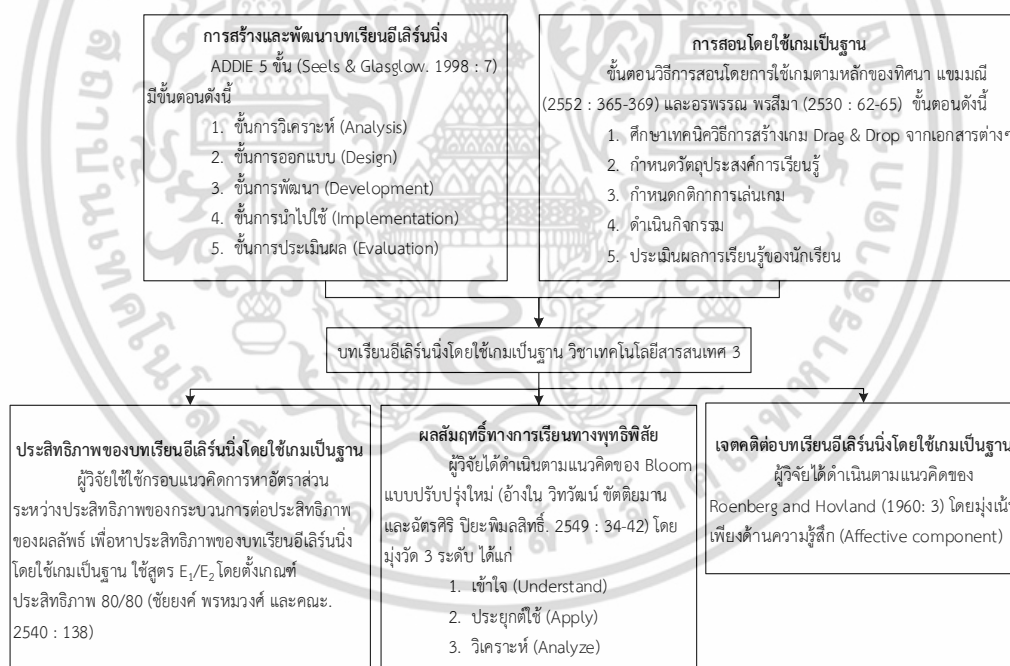 การสร้างและพัฒนาบทเรียนอีเลิร์นนิ่ง
ADDIE 5 ขั้น (Seels & Glasglow. 1998 : 7)
มีขั้นตอนดังนี้
1. ขั้นการวิเคราะห์ (Analysis)
2. ขั้นการออกแบบ (Design)
3. ขั้นการพัฒนา (Development)
4. ขั้นการนำไปใช้ (Implementation)
5. ขั้นการประเมินผล (Evaluation)
การสอนโดยใช้เกมเป็นฐาน
ขั้นตอนวิธีการสอนโดยการใช้เกมตามหลักของทิศนา แขมมณี
(2552 : 365-369) และอรพรรณ พรสีมา (2530 : 62-65) ขั้นตอนดังนี้
1. ศึกษาเทคนิควิธีการสร้างเกม Drag & Drop จากเอกสารต่างๆ
2. กำหนดวัตถุประสงค์การเรียนรู้
3. กำหนดกติกาการเล่นเกม
4. ดำเนินกิจกรรม
5. ประเมินผลการเรียนรู้ของนักเรียน
บทเรียนอีเลิร์นนิ่งโดยใช้เกมเป็นฐาน วิชาเทคโนโลยีสารสนเทศ 3
ประสิทธิภาพของบทเรียนอีเลิร์นนิ่งโดยใช้เกมเป็นฐาน
ผู้วิจัยใช้ใช้กรอบแนวคิดการหาอัตราส่วน
ระหว่างประสิทธิภาพของกระบวนการต่อประสิทธิภาพ
ของผลลัพธ์ เพื่อหาประสิทธิภาพของบทเรียนอีเลิร์นนิ่ง
โดยใช้เกมเป็นฐาน ใช้สูตร E₁/E₂ โดยตั้งเกณฑ์
ประสิทธิภาพ 80/80 (ชัยยงค์ พรหมวงศ์ และคณะ.
2540 : 138)
ผลสัมฤทธิ์ทางการเรียนทางพุทธิพิสัย
ผู้วิจัยได้ดำเนินตามแนวคิดของ Bloom
แบบปรับปรุงใหม่ (อ้างใน วิทวัฒน์ ขัตติยมาน
และฉัตรศิริ ปิยะพิมลสิทธิ์. 2549 : 34-42) โดย
มุ่งวัด 3 ระดับ ได้แก่
1. เข้าใจ (Understand)
2. ประยุกต์ใช้ (Apply)
3. วิเคราะห์ (Analyze)
เจตคติต่อบทเรียนอีเลิร์นนิ่งโดยใช้เกมเป็นฐาน
ผู้วิจัยได้ดำเนินตามแนวคิดของ
Roenberg and Hovland (1960: 3) โดยมุ่งเน้น
เพียงด้านความรู้สึก (Affective component)